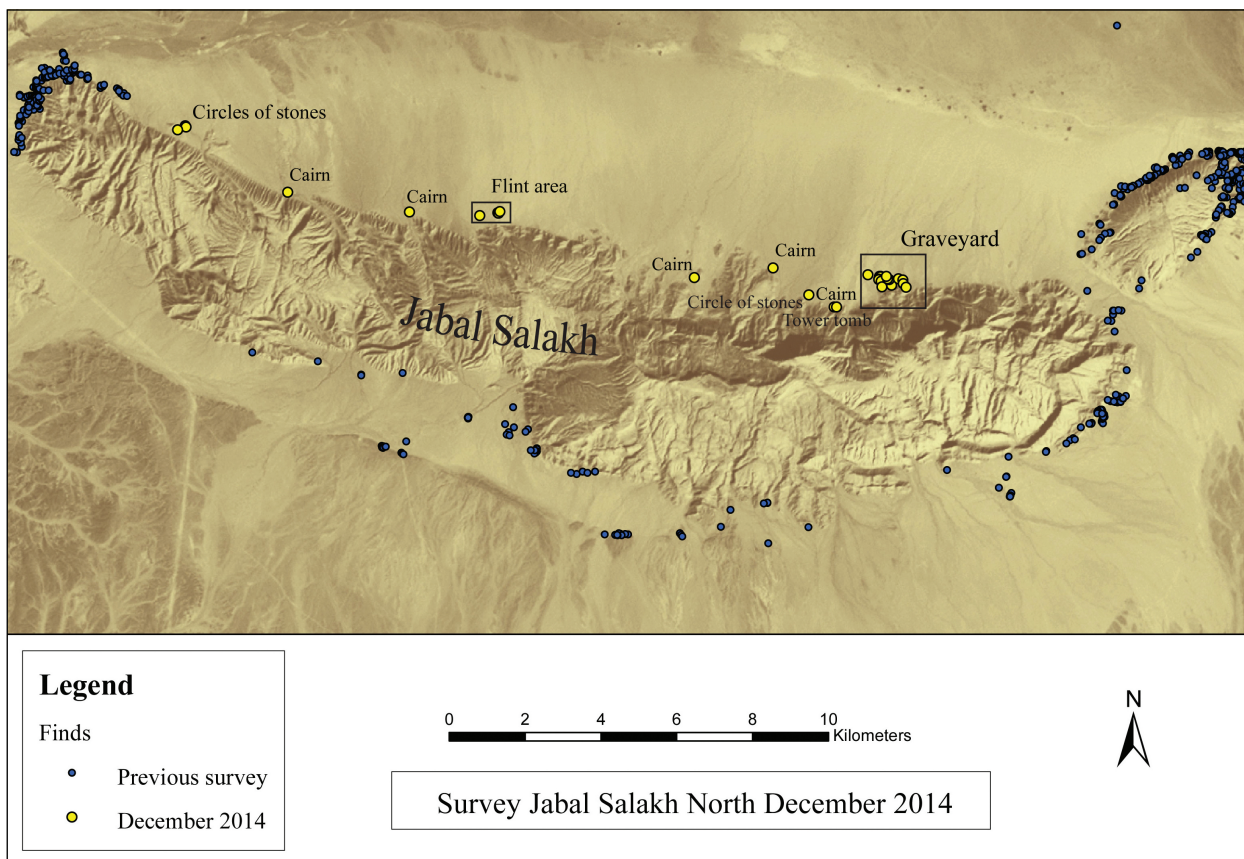 Circles of stones
Cairn
Cairn
Flint area
Graveyard
Cairn
Cairn
Circle of stones
Cairn
Tower tomb
Jabal Salakh
Legend
Finds
Previous survey
December 2014
0 2 4 6 8 10
Kilometers
N
Survey Jabal Salakh North December 2014